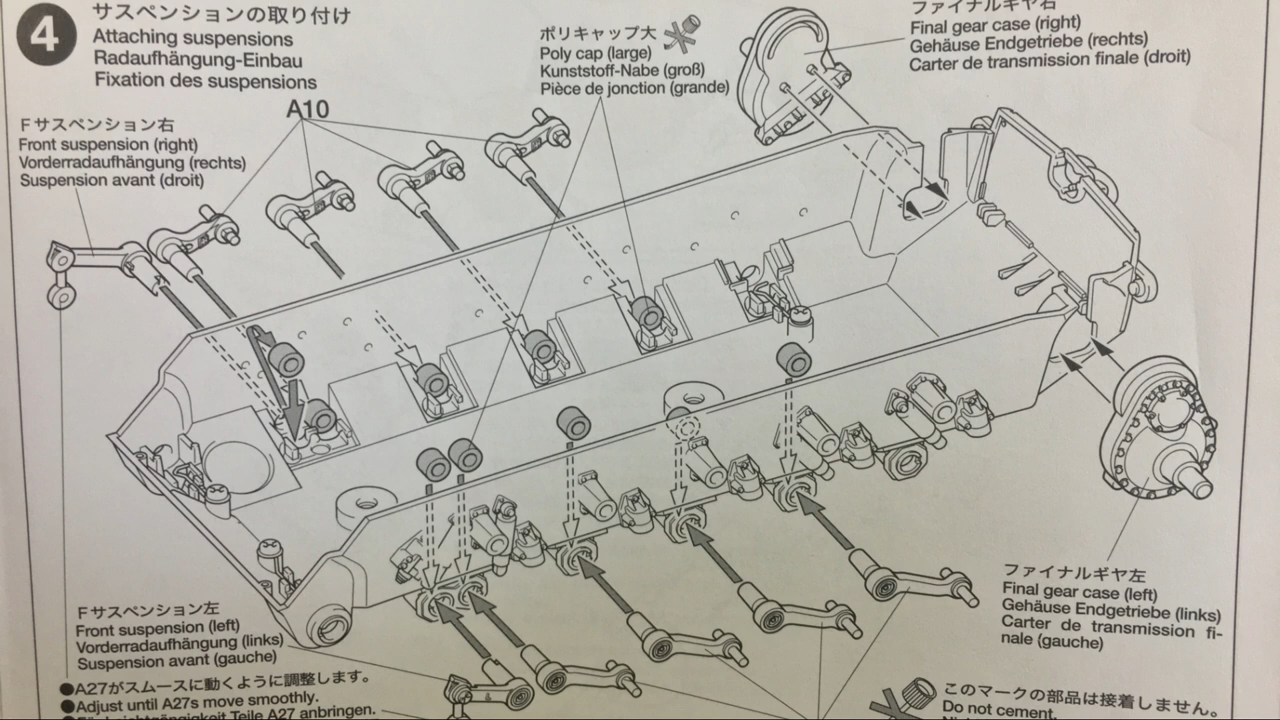 4
サスペンションの取り付け
Attaching suspensions
Radaufhängung-Einbau
Fixation des suspensions
ポリキャップ大
Poly cap (large)
Kunststoff-Nabe (groß)
Pièce de jonction (grande)
ファイナルギヤ右
Final gear case (right)
Gehäuse Endgetriebe (rechts)
Carter de transmission finale (droit)
A10
Fサスペンション右
Front suspension (right)
Vorderradaufhängung (rechts)
Suspension avant (droit)
Fサスペンション左
Front suspension (left)
Vorderradaufhängung (links)
Suspension avant (gauche)
●A27がスムースに動くように調整します。
●Adjust until A27s move smoothly.
Teile A27 anbringen.
ファイナルギヤ左
Final gear case (left)
Gehäuse Endgetriebe (links)
Carter de transmission fi-
nale (gauche)
このマークの部品は接着しません。
Do not cement.